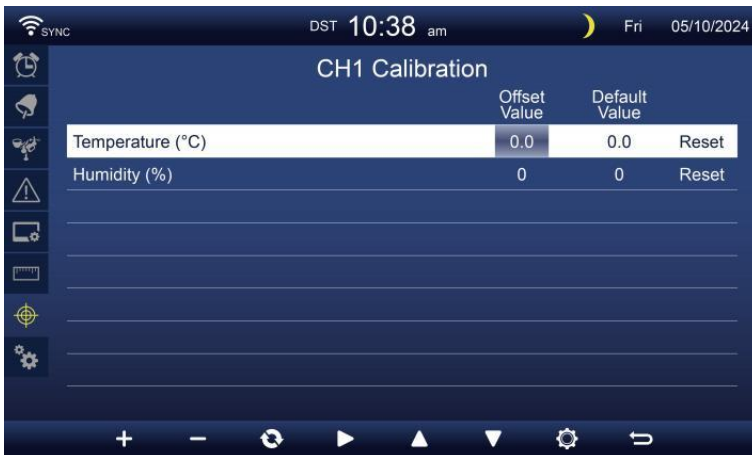 SYNC DST 10:38 am Fri 05/10/2024
CH1 Calibration
Offset Value Default Value
Temperature (°C) 0.0 0.0 Reset
Humidity (%) 0 0 Reset